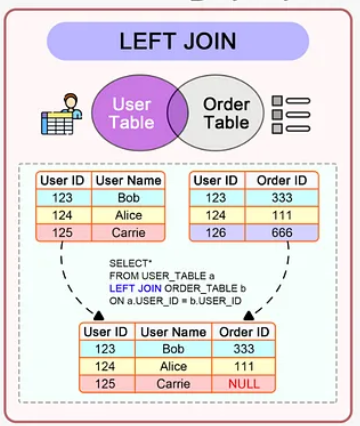 LEFT JOIN
User
Table
Order
Table
User ID User Name
123 Bob
124 Alice
125 Carrie
User ID Order ID
123 333
124 111
126 666
SELECT*
FROM USER_TABLE a
LEFT JOIN ORDER_TABLE b
ON a.USER_ID = b.USER_ID
User ID User Name Order ID
123 Bob 333
124 Alice 111
125 Carrie NULL